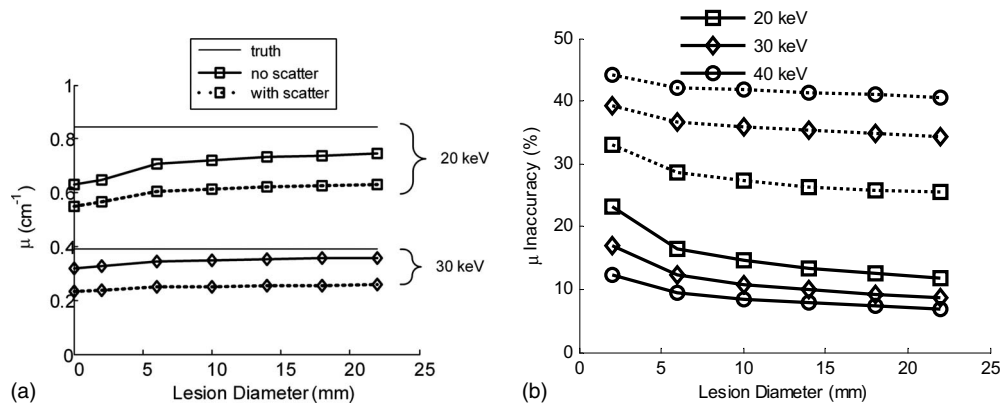 truth
no scatter
with scatter
1
0.8
0.6
0.4
0.2
0
μ (cm⁻¹)
20 keV
30 keV
0 5 10 15 20 25
Lesion Diameter (mm)
(a)
20 keV
30 keV
40 keV
50
40
30
20
10
0
μ Inaccuracy (%)
0 5 10 15 20 25
Lesion Diameter (mm)
(b)